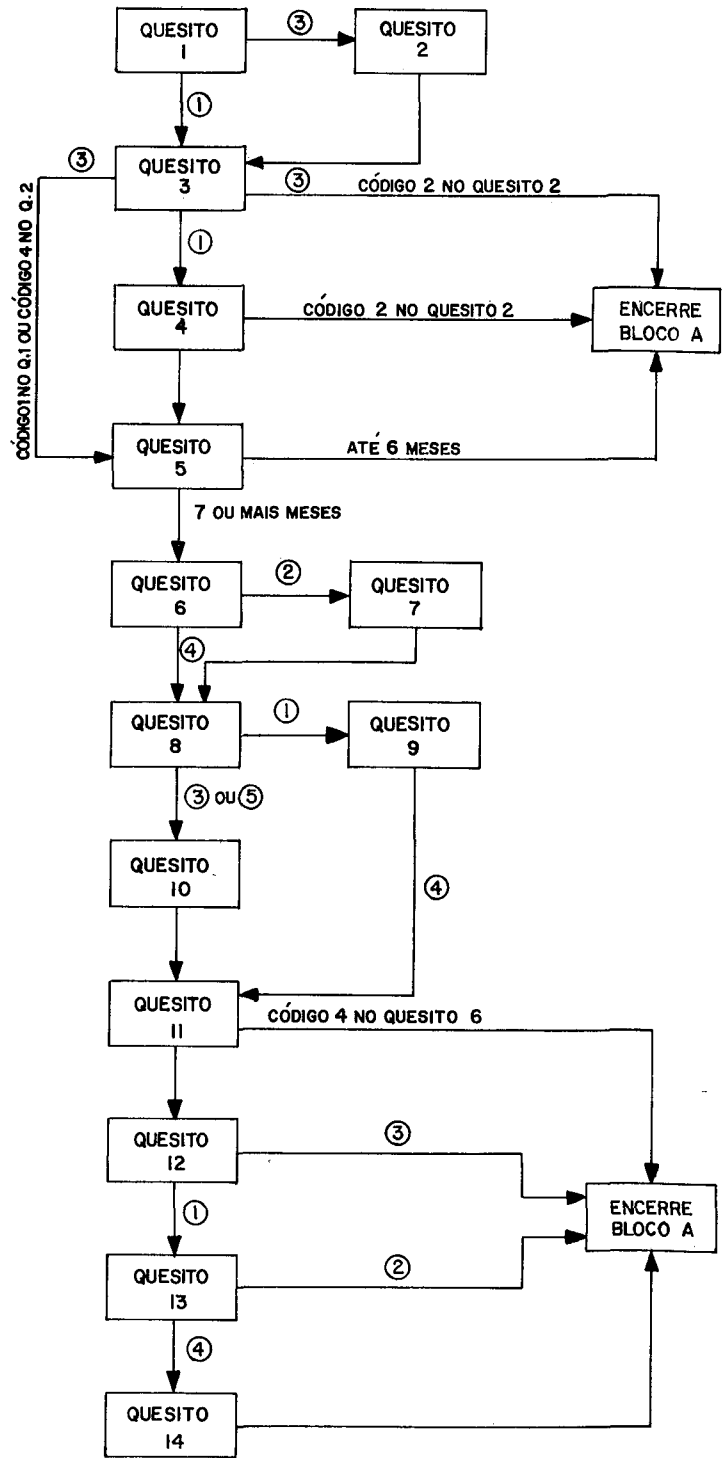 QUESITO
1
③
QUESITO
2
①
③
QUESITO
3
③
CÓDIGO 2 NO QUESITO 2
CÓDIGO 1 NO Q.1 OU CÓDIGO 4 NO Q.2
①
QUESITO
4
CÓDIGO 2 NO QUESITO 2
ENCERRE
BLOCO A
QUESITO
5
ATÉ 6 MESES
7 OU MAIS MESES
QUESITO
6
②
QUESITO
7
④
QUESITO
8
①
QUESITO
9
③ OU ⑤
QUESITO
10
④
QUESITO
11
CÓDIGO 4 NO QUESITO 6
QUESITO
12
③
ENCERRE
BLOCO A
①
QUESITO
13
②
④
QUESITO
14